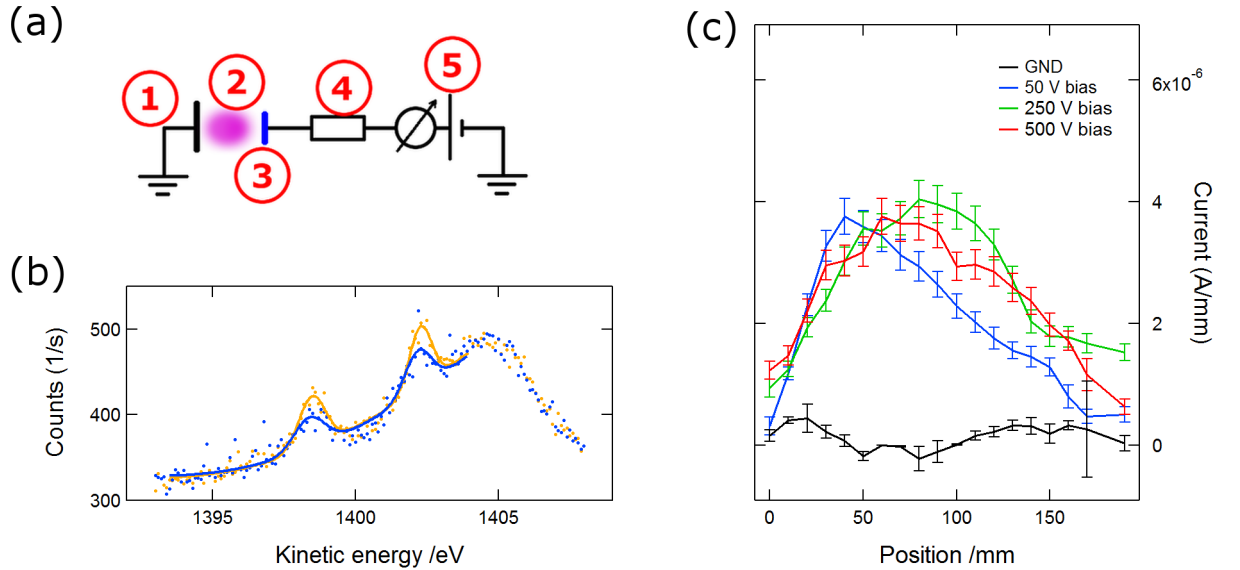 (a)
1
2
3
4
5
(b)
Counts (1/s)
500
400
300
1395
1400
1405
Kinetic energy /eV
(c)
GND
50 V bias
250 V bias
500 V bias
6x10⁻⁶
4
2
0
Current (A/mm)
0
50
100
150
Position /mm